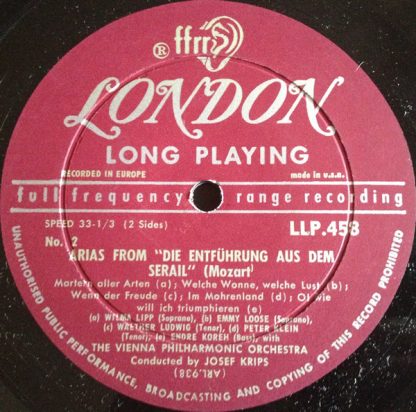 ® ffrr
LONDON
LONG PLAYING
RECORDED IN EUROPE made in u.s.a.
full frequency range recording
SPEED 33-1/3 (2 Sides) LLP.453
No. 2
ARIAS FROM "DIE ENTFÜHRUNG AUS DEM
SERAIL" (Mozart)
Martern aller Arten (a); Welche Wonne, welche Lust (b);
Wenn der Freude (c); Im Mohrenland (d); O! wie
will ich triumphieren (e)
(a) WILMA LIPP (Soprano), (b) EMMY LOOSE (Soprano),
(c) WALTHER LUDWIG (Tenor), (d) PETER KLEIN
(Tenor), (e) ENDRE KOREH (Bass), with
THE VIENNA PHILHARMONIC ORCHESTRA
Conducted by JOSEF KRIPS
(ARL.938)
UNAUTHORISED PUBLIC PERFORMANCE, BROADCASTING AND COPYING OF THIS RECORD PROHIBITED